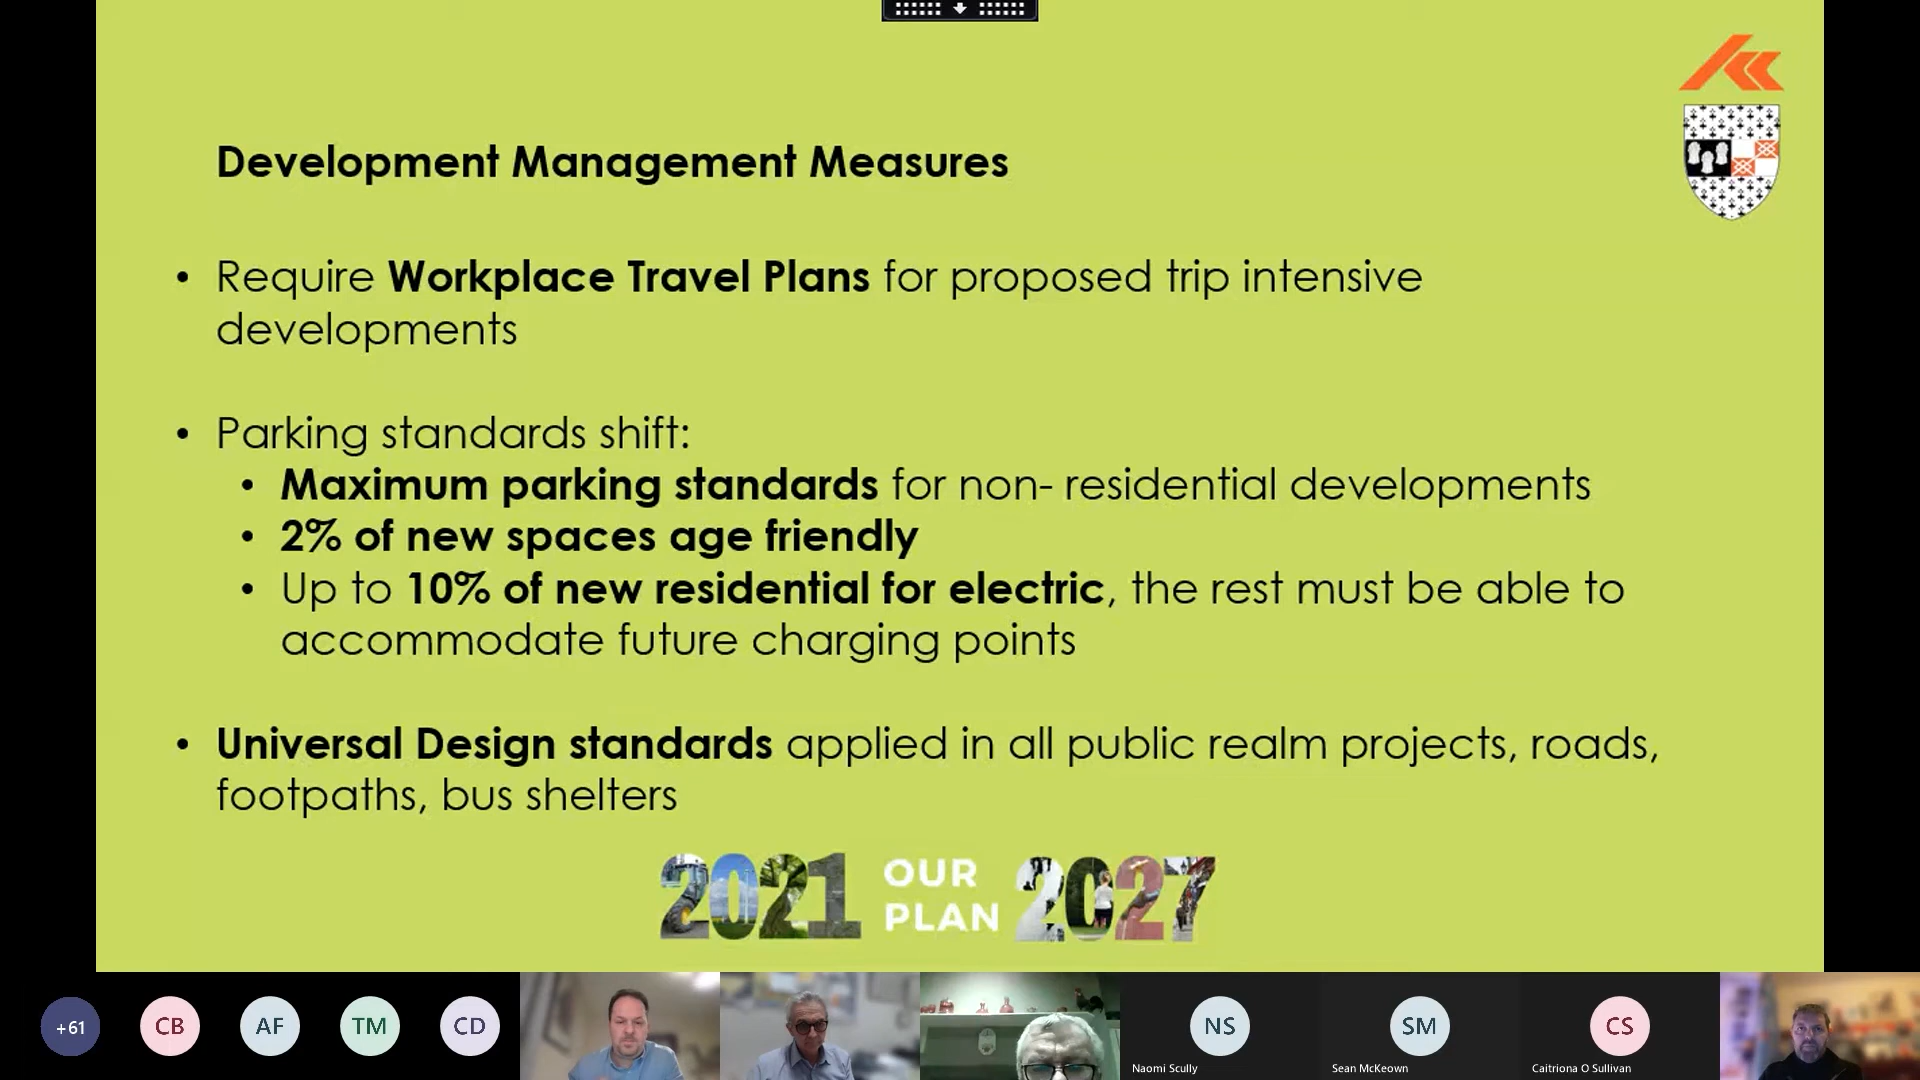 Development Management Measures
• Require Workplace Travel Plans for proposed trip intensive
developments
• Parking standards shift:
• Maximum parking standards for non- residential developments
• 2% of new spaces age friendly
• Up to 10% of new residential for electric, the rest must be able to
accommodate future charging points
• Universal Design standards applied in all public realm projects, roads,
footpaths, bus shelters
2021 OUR PLAN 2027
+61 CB AF TM CD NS SM CS
Naomi Scully Sean McKeown Caitriona O Sullivan